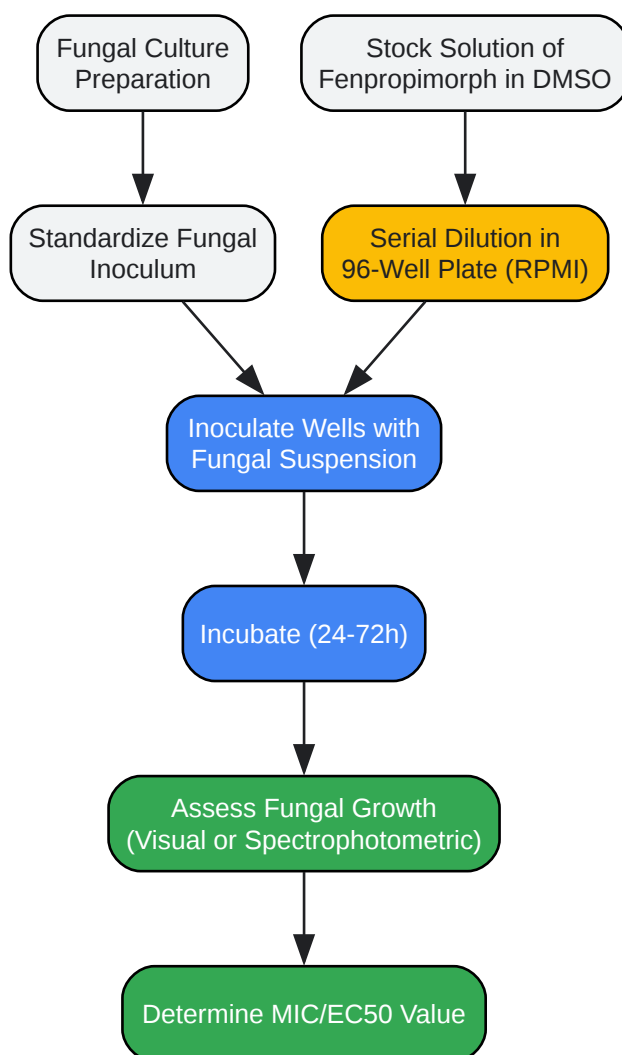 Fungal Culture
Preparation
Stock Solution of
Fenpropimorph in DMSO
Standardize Fungal
Inoculum
Serial Dilution in
96-Well Plate (RPMI)
Inoculate Wells with
Fungal Suspension
Incubate (24-72h)
Assess Fungal Growth
(Visual or Spectrophotometric)
Determine MIC/EC50 Value